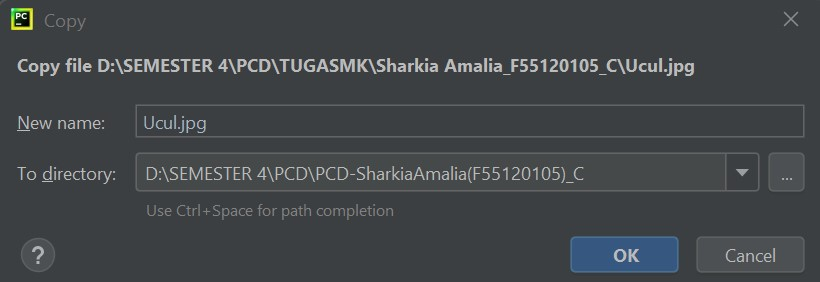 PC
Copy
Copy file D:\SEMESTER 4\PCD\TUGASMK\Sharkia Amalia_F55120105_C\Ucul.jpg
New name: Ucul.jpg
To directory: D:\SEMESTER 4\PCD\PCD-SharkiaAmalia(F55120105)_C ...
Use Ctrl+Space for path completion
? OK Cancel